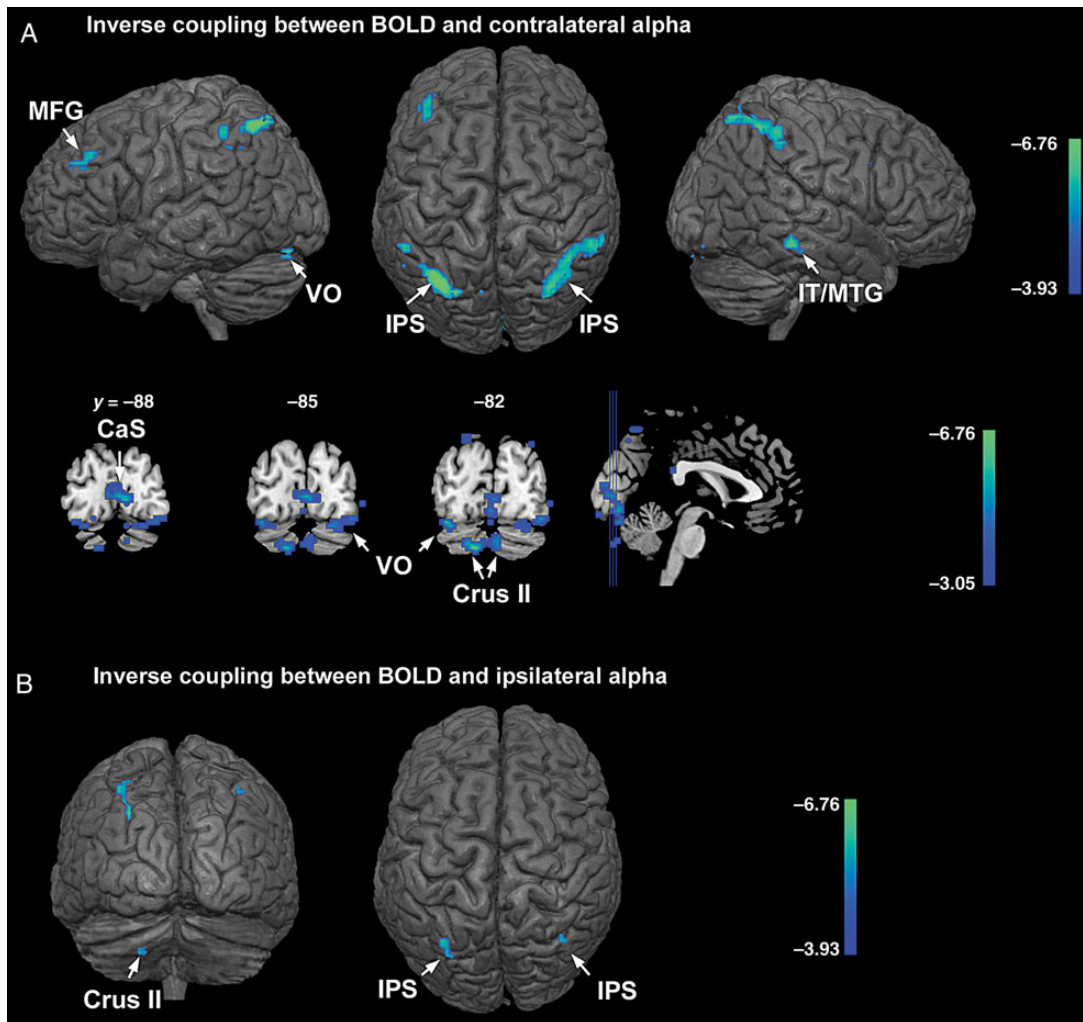 A
Inverse coupling between BOLD and contralateral alpha
MFG
VO
IPS
IPS
IT/MTG
–6.76
–3.93
y = –88
–85
–82
CaS
VO
Crus II
–6.76
–3.05
B
Inverse coupling between BOLD and ipsilateral alpha
Crus II
IPS
IPS
–6.76
–3.93